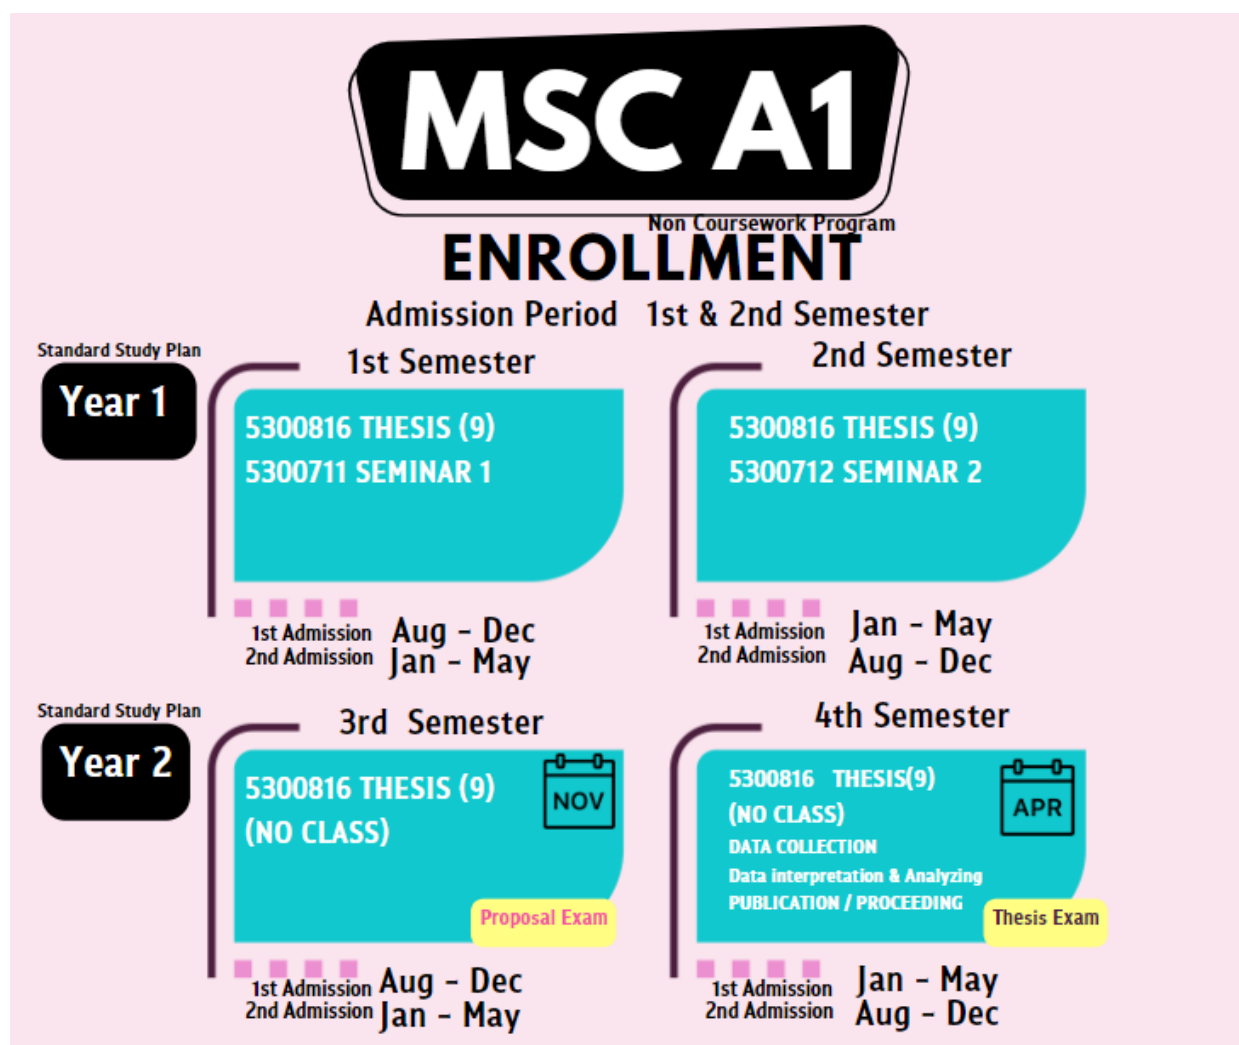 MSC A1
Non Coursework Program
ENROLLMENT
Admission Period 1st & 2nd Semester
Standard Study Plan
Year 1
1st Semester
5300816 THESIS (9)
5300711 SEMINAR 1
1st Admission Aug - Dec
2nd Admission Jan - May
2nd Semester
5300816 THESIS (9)
5300712 SEMINAR 2
1st Admission Jan - May
2nd Admission Aug - Dec
Standard Study Plan
Year 2
3rd Semester
5300816 THESIS (9)
(NO CLASS)
NOV
Proposal Exam
1st Admission Aug - Dec
2nd Admission Jan - May
4th Semester
5300816 THESIS(9)
(NO CLASS)
DATA COLLECTION
Data interpretation & Analyzing
PUBLICATION / PROCEEDING
APR
Thesis Exam
1st Admission Jan - May
2nd Admission Aug - Dec